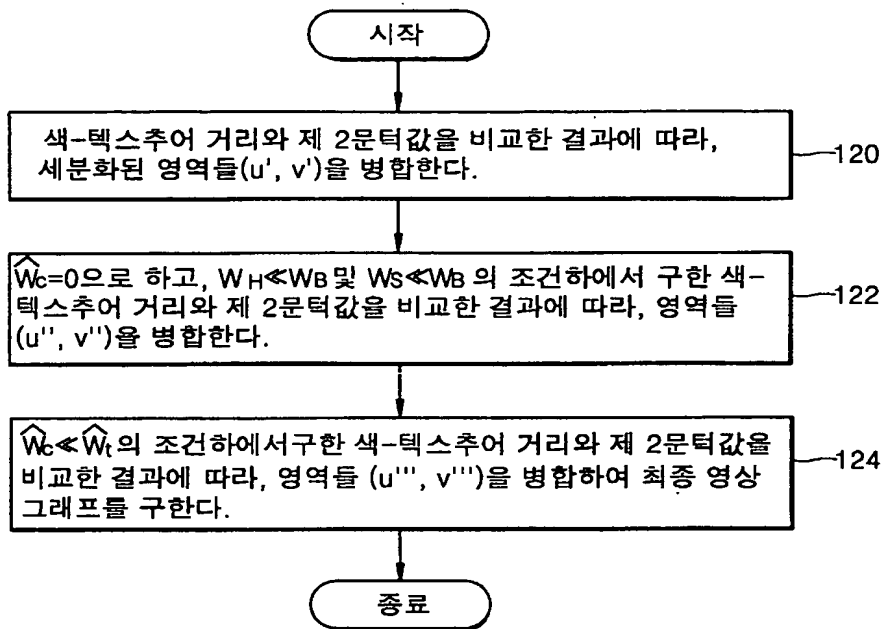 시작
색-텍스추어 거리와 제 2문턱값을 비교한 결과에 따라,
세분화된 영역들(u', v')을 병합한다.
120
Ŵc=0으로 하고, WH≪WB 및 WS≪WB 의 조건하에서 구한 색-
텍스추어 거리와 제 2문턱값을 비교한 결과에 따라, 영역들
(u'', v'')을 병합한다.
122
Ŵc≪Ŵt의 조건하에서구한 색-텍스추어 거리와 제 2문턱값을
비교한 결과에 따라, 영역들 (u''', v''')을 병합하여 최종 영상
그래프를 구한다.
124
종료